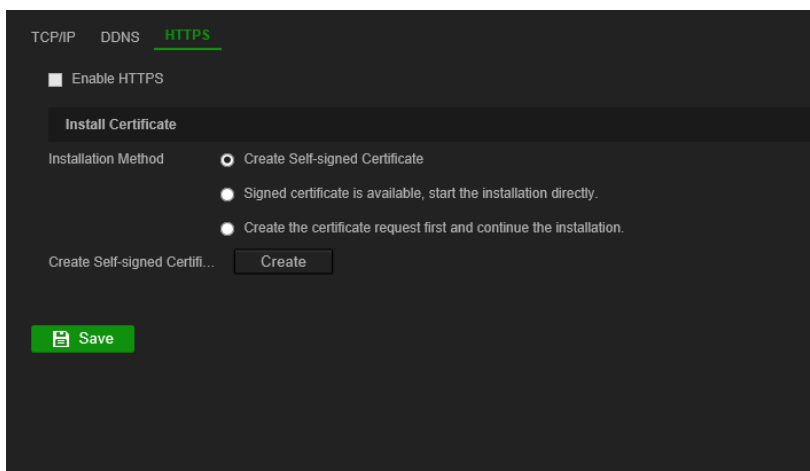 TCP/IP DDNS HTTPS
Enable HTTPS
Install Certificate
Installation Method Create Self-signed Certificate
Signed certificate is available, start the installation directly.
Create the certificate request first and continue the installation.
Create Self-signed Certifi... Create
Save